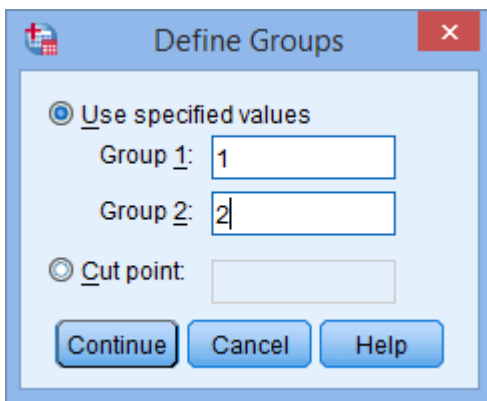 Define Groups
Use specified values
Group 1: 1
Group 2: 2
Cut point:
Continue Cancel Help